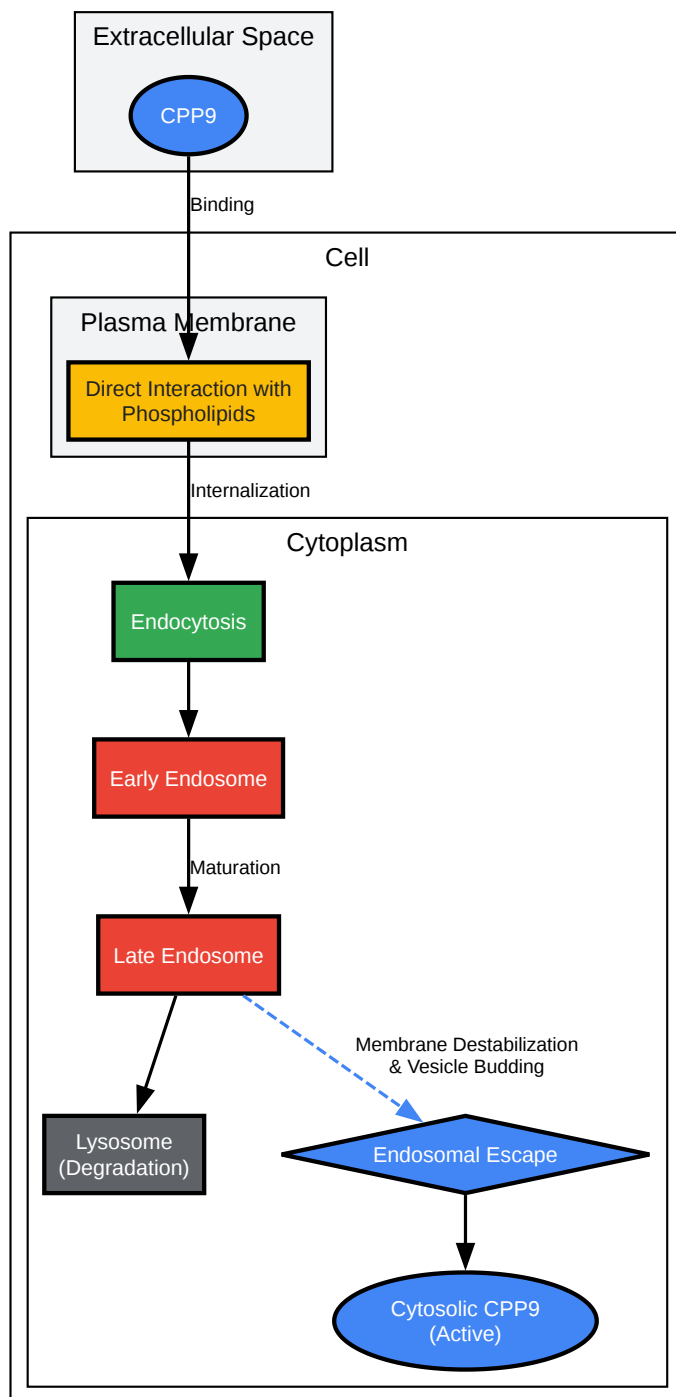 Extracellular Space
CPP9
Binding
Cell
Plasma Membrane
Direct Interaction with
Phospholipids
Internalization
Cytoplasm
Endocytosis
Early Endosome
Maturation
Late Endosome
Membrane Destabilization
& Vesicle Budding
Lysosome
(Degradation)
Endosomal Escape
Cytosolic CPP9
(Active)